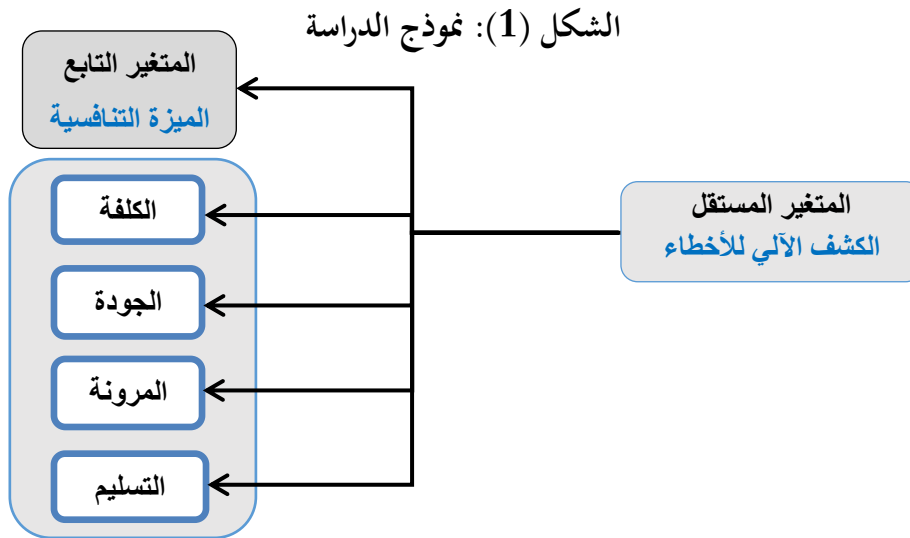 الشكل (1): نموذج الدراسة
المتغير المستقل
الكشف الآلي للأخطاء
المتغير التابع
الميزة التنافسية
الكلفة
الجودة
المرونة
التسليم